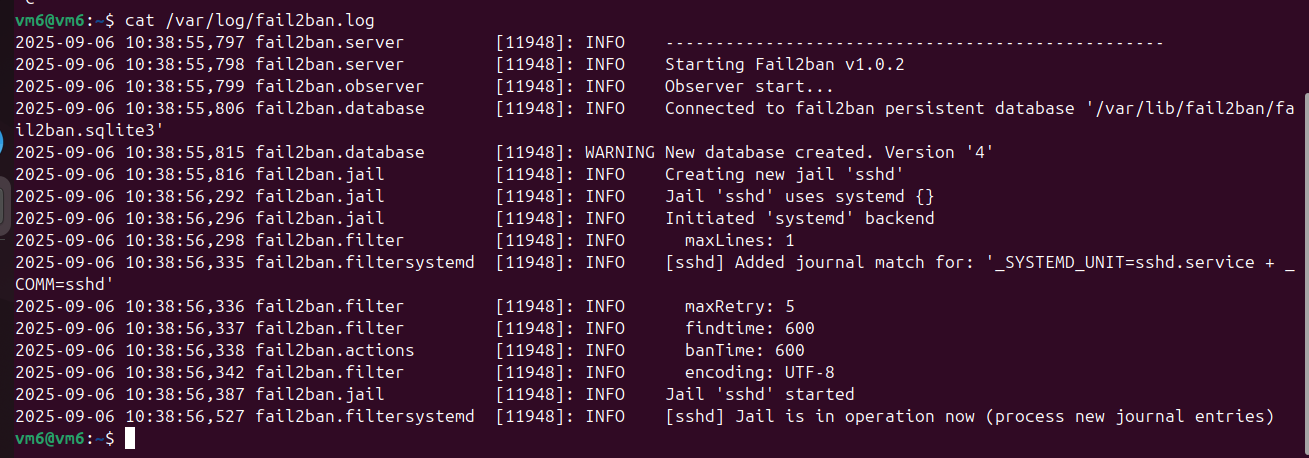 vm6@vm6:~$ cat /var/log/fail2ban.log
2025-09-06 10:38:55,797 fail2ban.server         [11948]: INFO    --------------------------------------------------
2025-09-06 10:38:55,798 fail2ban.server         [11948]: INFO    Starting Fail2ban v1.0.2
2025-09-06 10:38:55,799 fail2ban.observer       [11948]: INFO    Observer start...
2025-09-06 10:38:55,806 fail2ban.database       [11948]: INFO    Connected to fail2ban persistent database '/var/lib/fail2ban/fa
il2ban.sqlite3'
2025-09-06 10:38:55,815 fail2ban.database       [11948]: WARNING New database created. Version '4'
2025-09-06 10:38:55,816 fail2ban.jail           [11948]: INFO    Creating new jail 'sshd'
2025-09-06 10:38:56,292 fail2ban.jail           [11948]: INFO    Jail 'sshd' uses systemd {}
2025-09-06 10:38:56,296 fail2ban.jail           [11948]: INFO    Initiated 'systemd' backend
2025-09-06 10:38:56,298 fail2ban.filter         [11948]: INFO      maxLines: 1
2025-09-06 10:38:56,335 fail2ban.filtersystemd  [11948]: INFO    [sshd] Added journal match for: '_SYSTEMD_UNIT=sshd.service + _
COMM=sshd'
2025-09-06 10:38:56,336 fail2ban.filter         [11948]: INFO      maxRetry: 5
2025-09-06 10:38:56,337 fail2ban.filter         [11948]: INFO      findtime: 600
2025-09-06 10:38:56,338 fail2ban.actions        [11948]: INFO      banTime: 600
2025-09-06 10:38:56,342 fail2ban.filter         [11948]: INFO      encoding: UTF-8
2025-09-06 10:38:56,387 fail2ban.jail           [11948]: INFO    Jail 'sshd' started
2025-09-06 10:38:56,527 fail2ban.filtersystemd  [11948]: INFO    [sshd] Jail is in operation now (process new journal entries)
vm6@vm6:~$